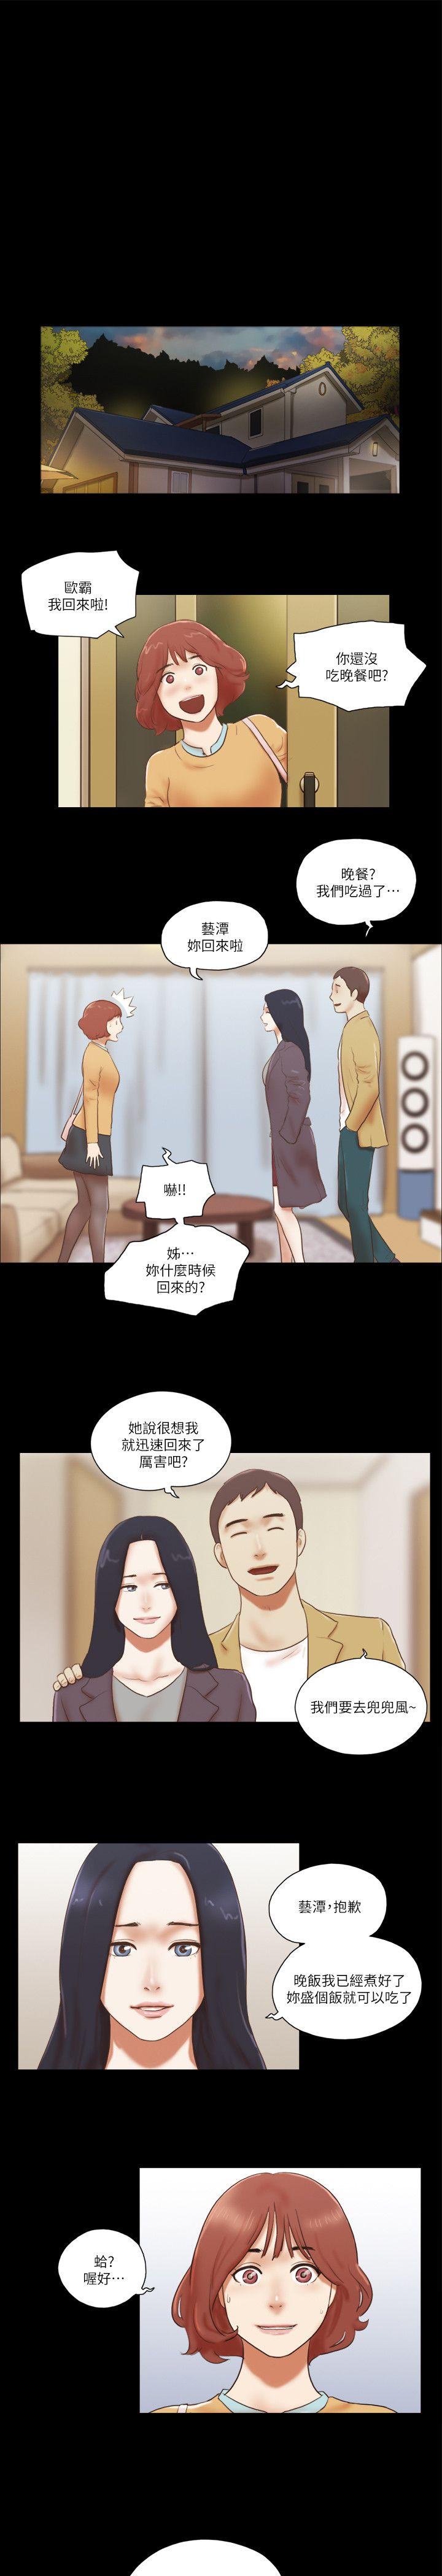 歐霸
我回來啦!
你還沒
吃晚餐吧?
晚餐?
我們吃過了⋯
藝潭
妳回來啦
嚇!!
姊⋯
妳什麼時候
回來的?
她說很想我
就迅速回來了
厲害吧?
我們要去兜兜風~
藝潭,抱歉
晚飯我已經煮好了
妳盛個飯就可以吃了
蛤?
喔好⋯